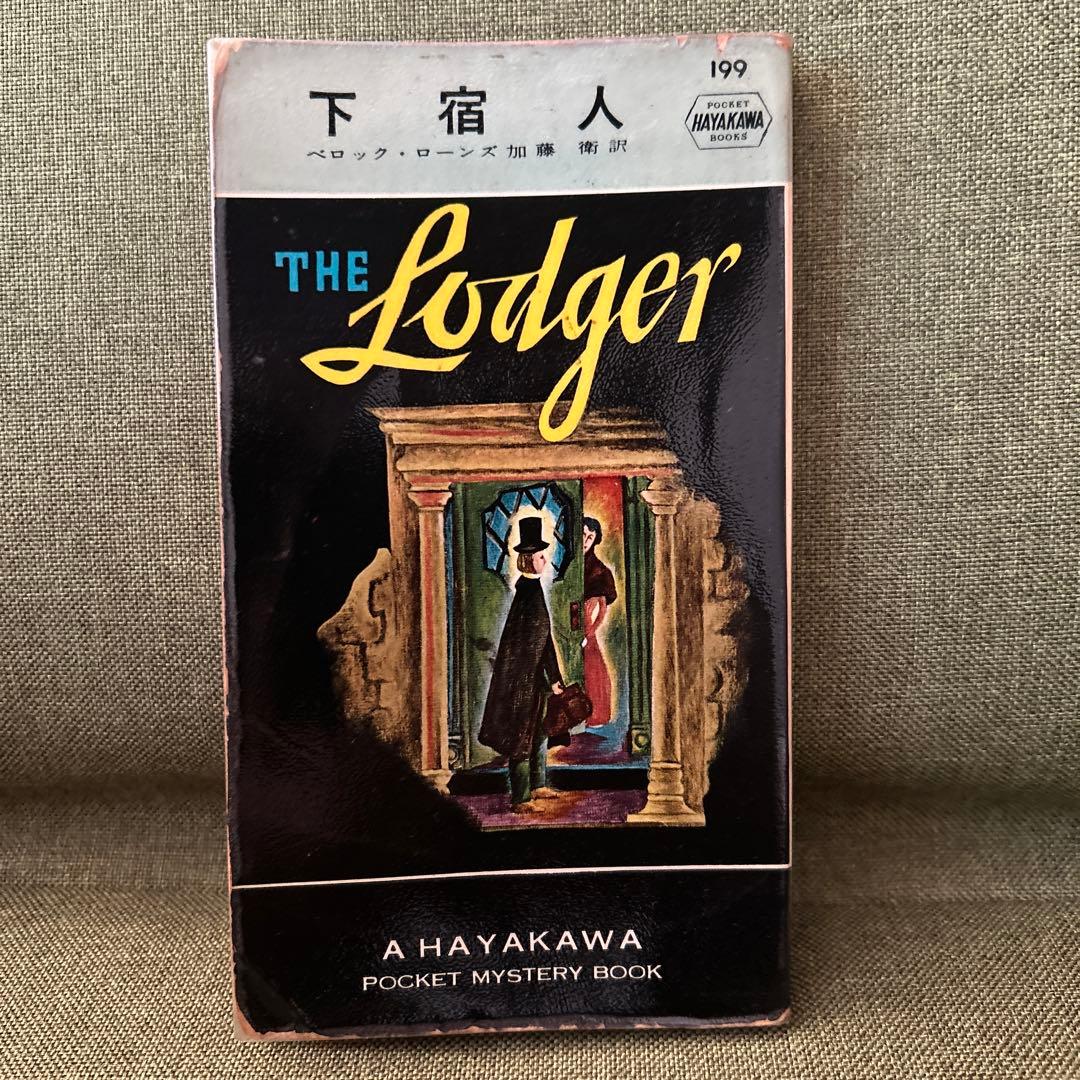 199
下宿人
POCKET
HAYAKAWA
BOOKS
ベロック・ローンズ 加藤 衛訳
THE Lodger
A HAYAKAWA
POCKET MYSTERY BOOK